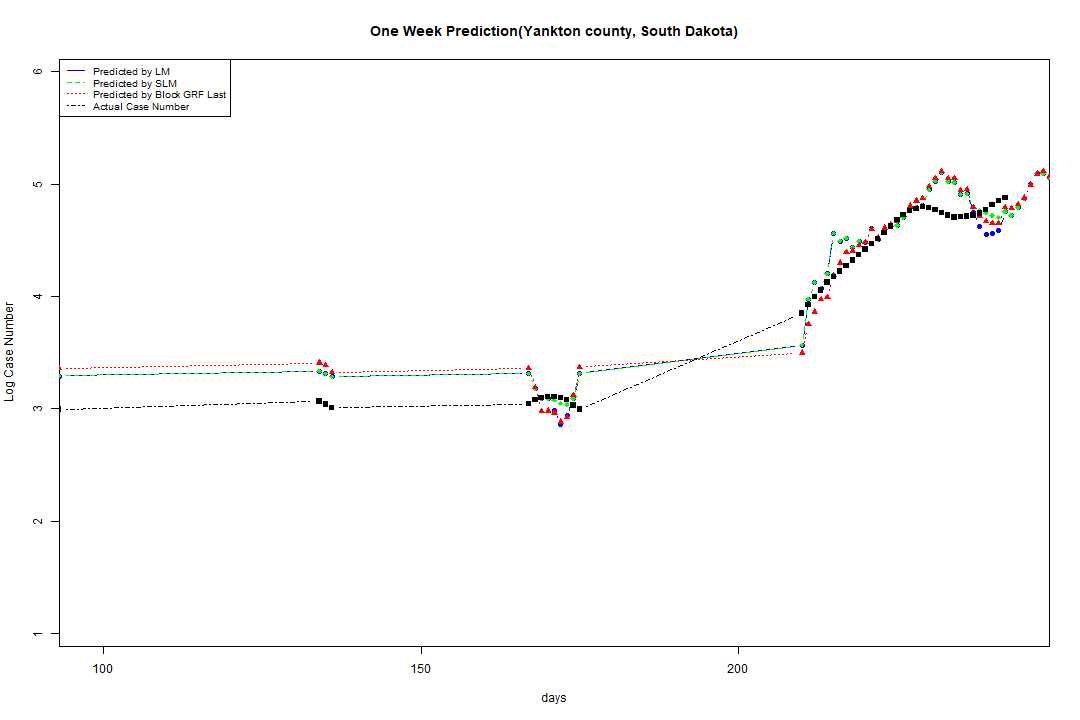 One Week Prediction(Yankton county, South Dakota)
Predicted by LM
Predicted by SLM
Predicted by Block GRF Last
Actual Case Number
6
5
4
3
2
1
Log Case Number
100 150 200
days